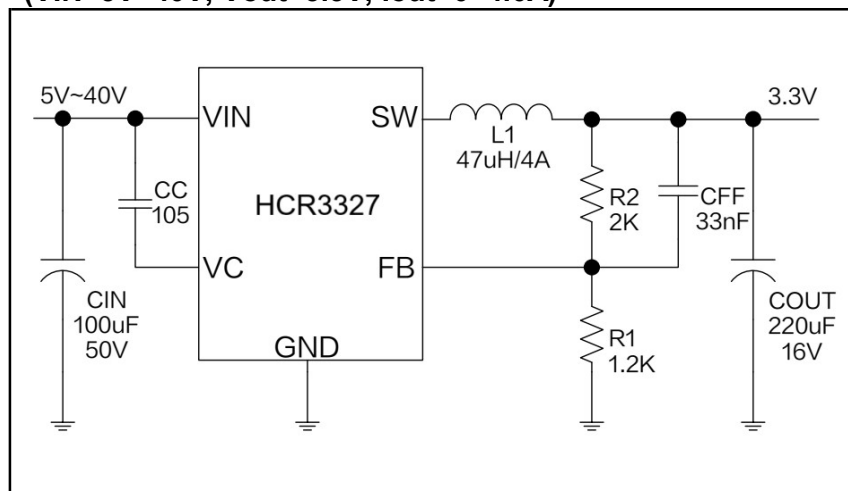 5V~40V
3.3V
VIN
SW
L1
47uH/4A
CC
105
HCR3327
R2
2K
CFF
33nF
VC
FB
CIN
100uF
50V
GND
R1
1.2K
COUT
220uF
16V